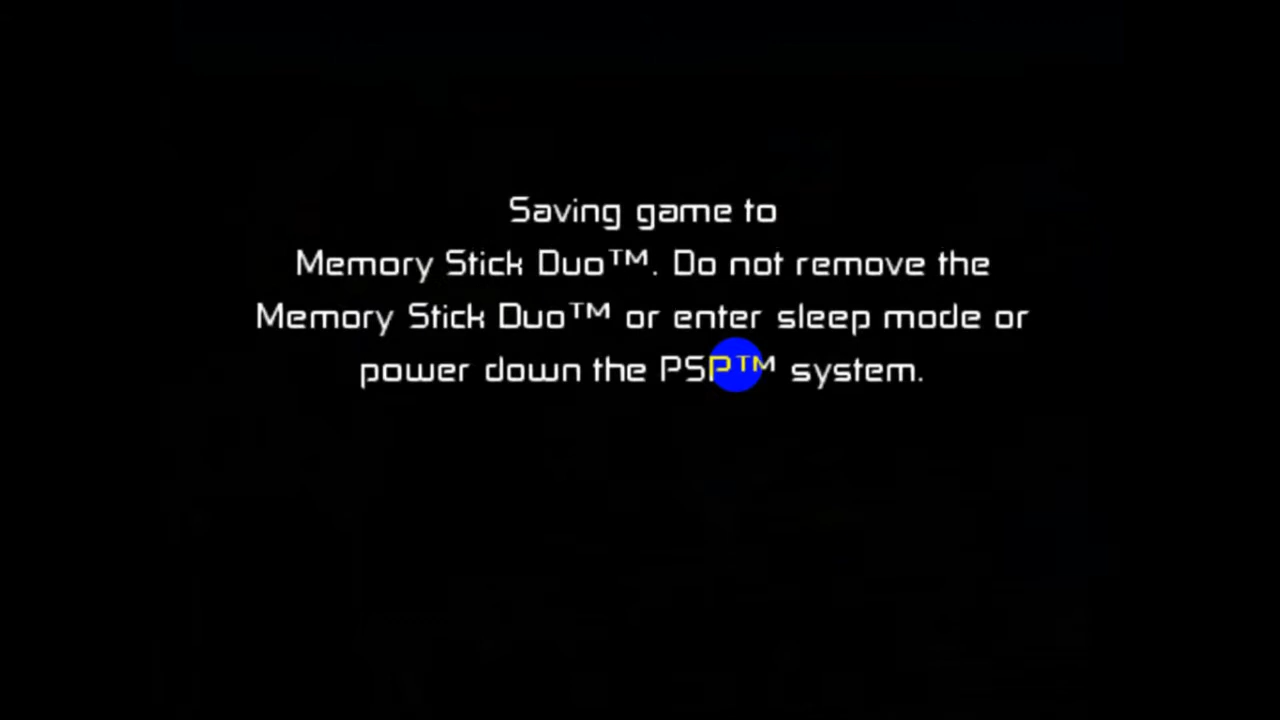 Saving game to
Memory Stick Duo™. Do not remove the
Memory Stick Duo™ or enter sleep mode or
power down the PSP™ system.